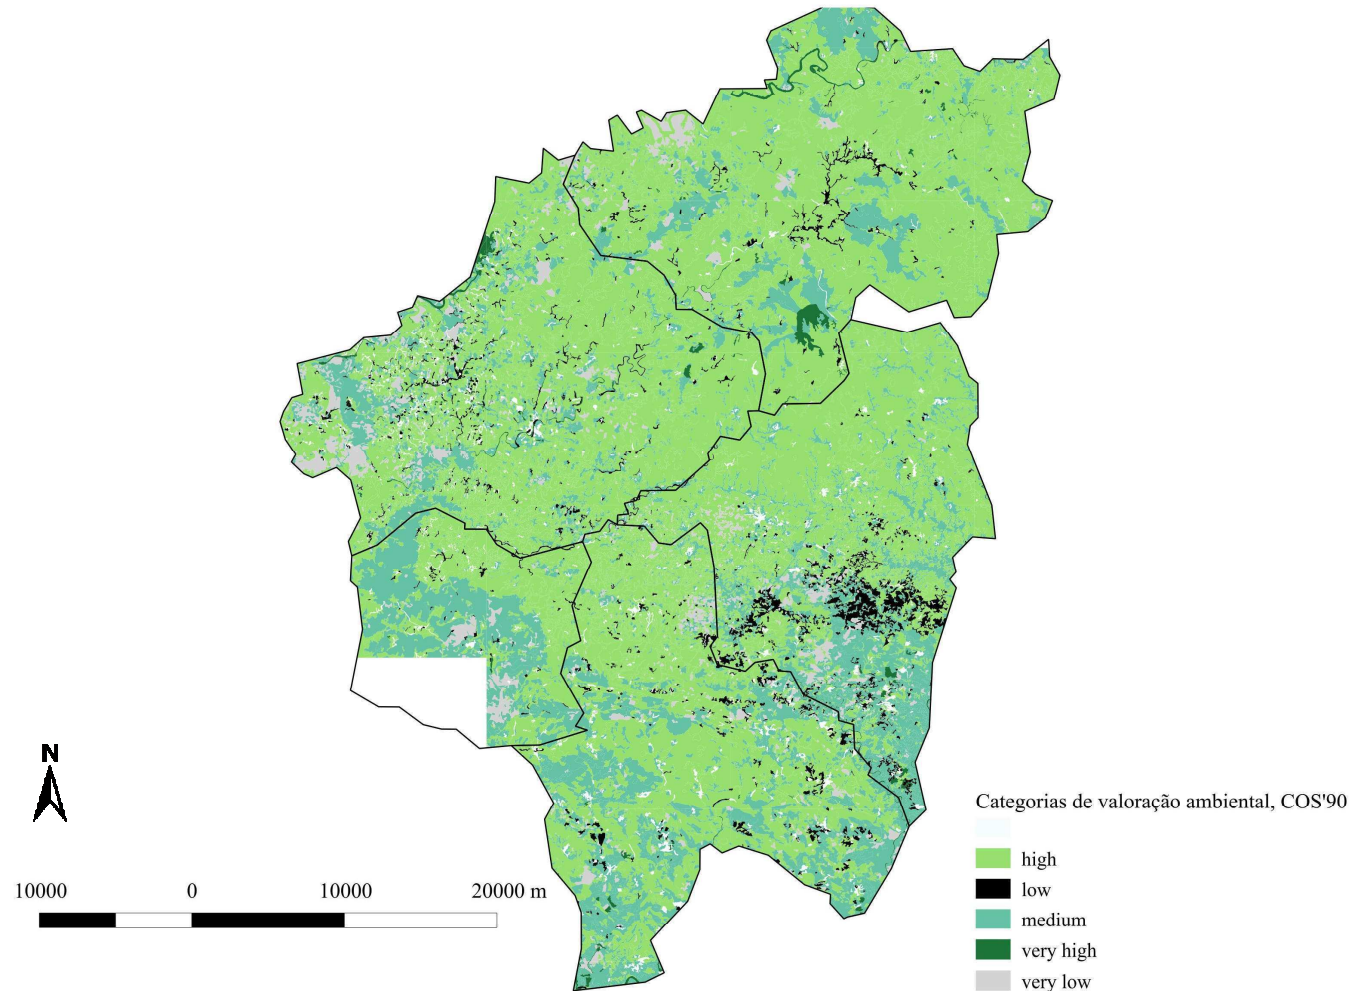 N
10000 0 10000 20000 m
Categorias de valoração ambiental, COS'90
high
low
medium
very high
very low